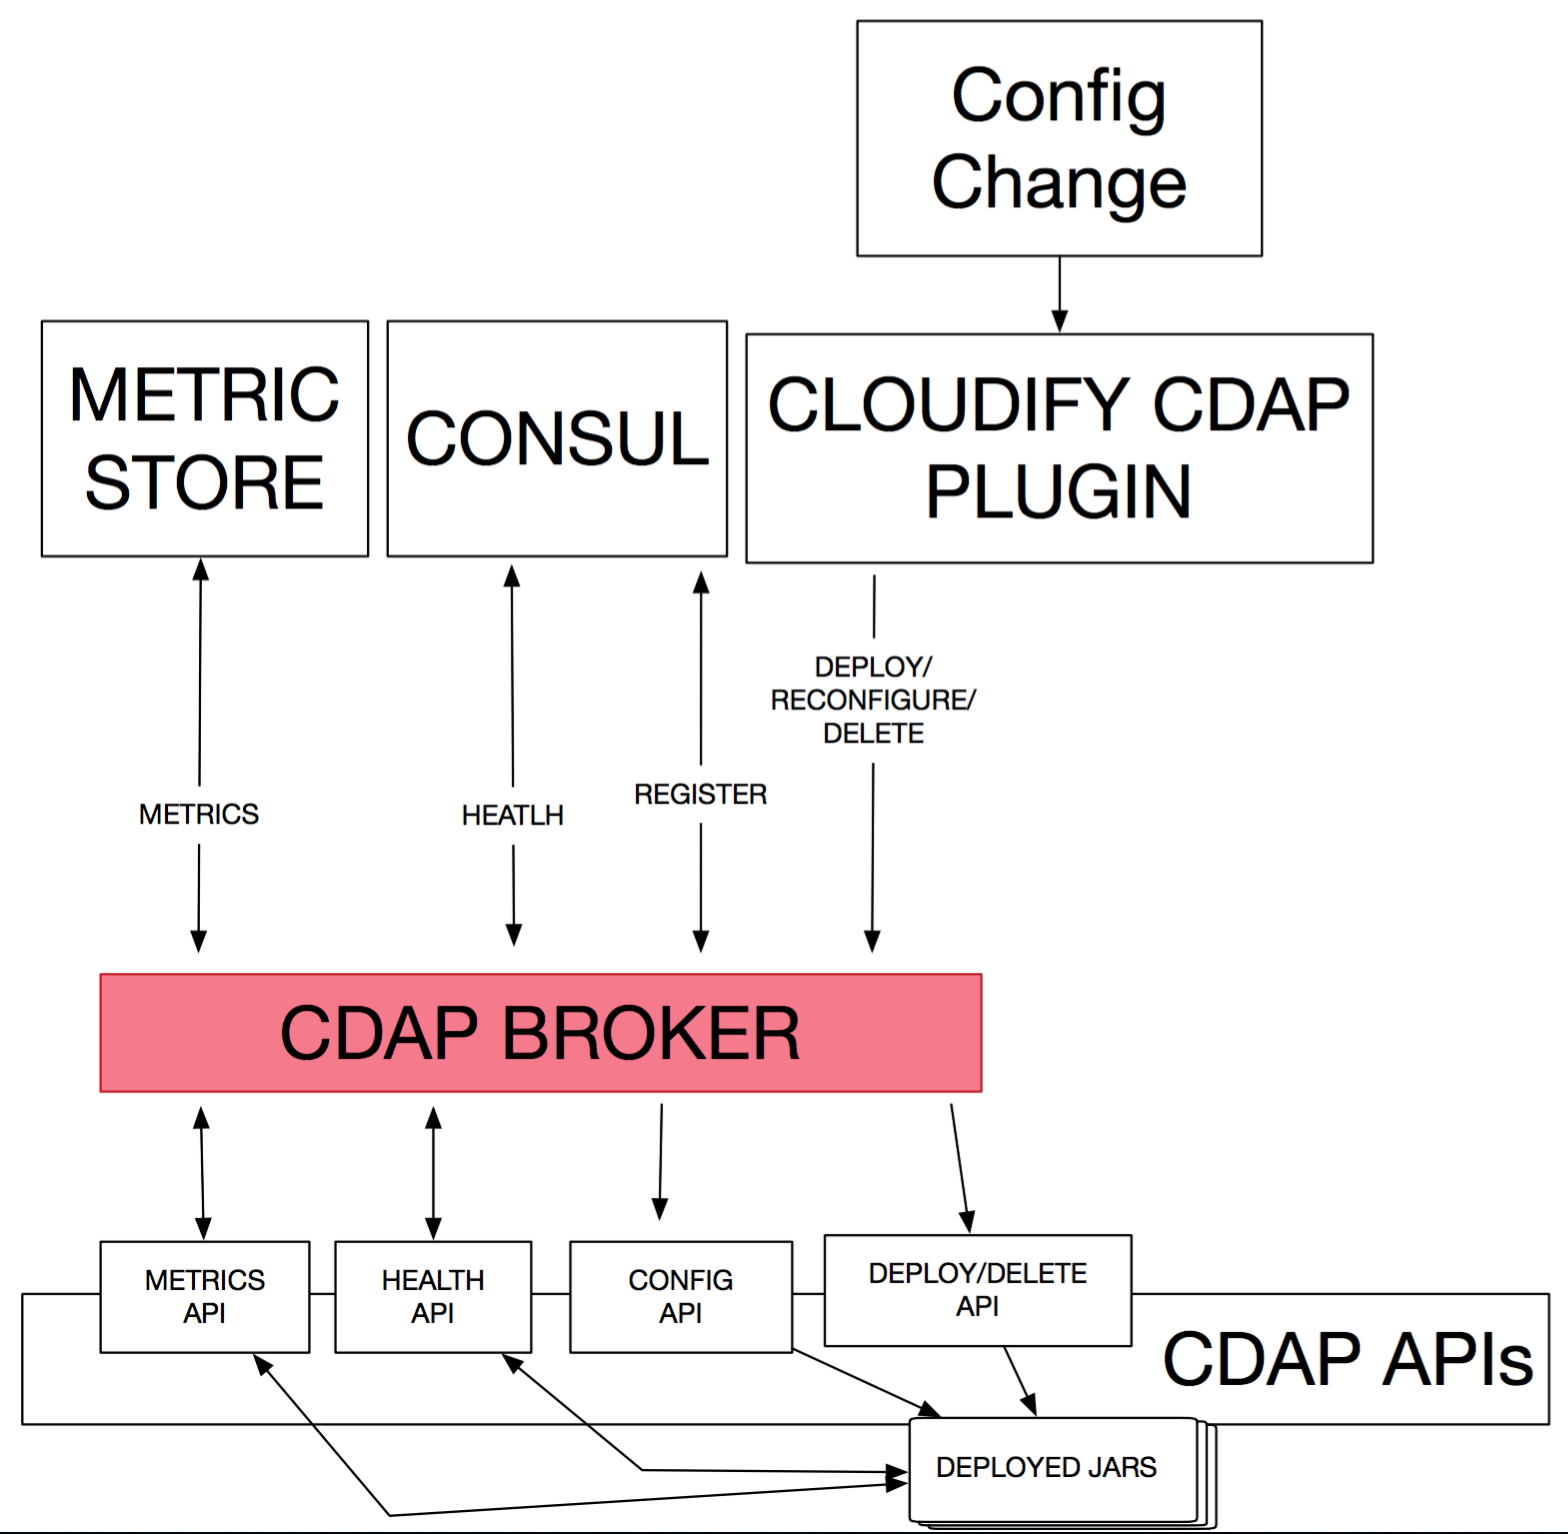 Config
Change
METRIC
STORE
CONSUL
CLOUDIFY CDAP
PLUGIN
DEPLOY/
RECONFIGURE/
DELETE
METRICS
HEATLH
REGISTER
CDAP BROKER
METRICS
API
HEALTH
API
CONFIG
API
DEPLOY/DELETE
API
CDAP APIs
DEPLOYED JARS